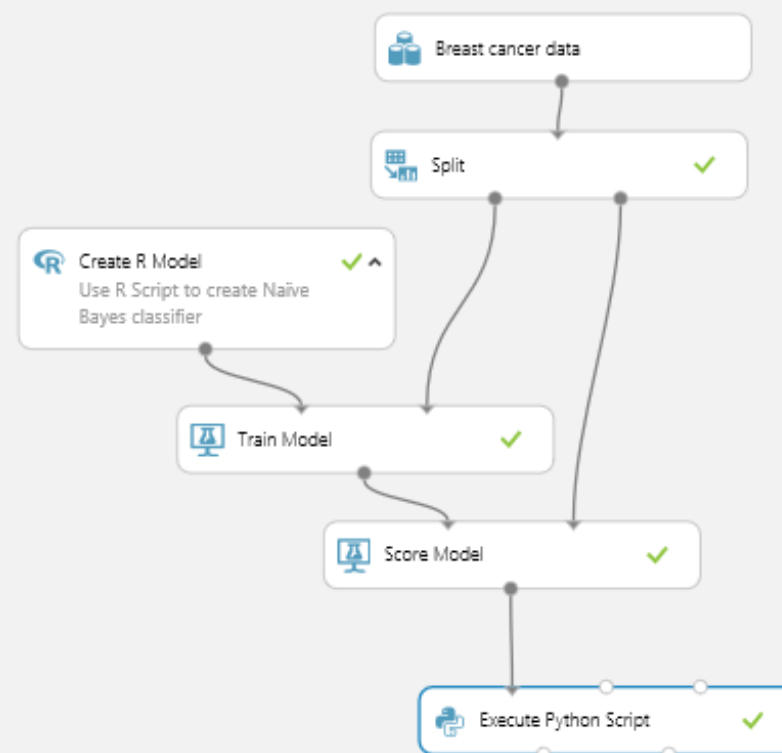 Breast cancer data
Split
Create R Model
Use R Script to create Naïve
Bayes classifier
Train Model
Score Model
Execute Python Script